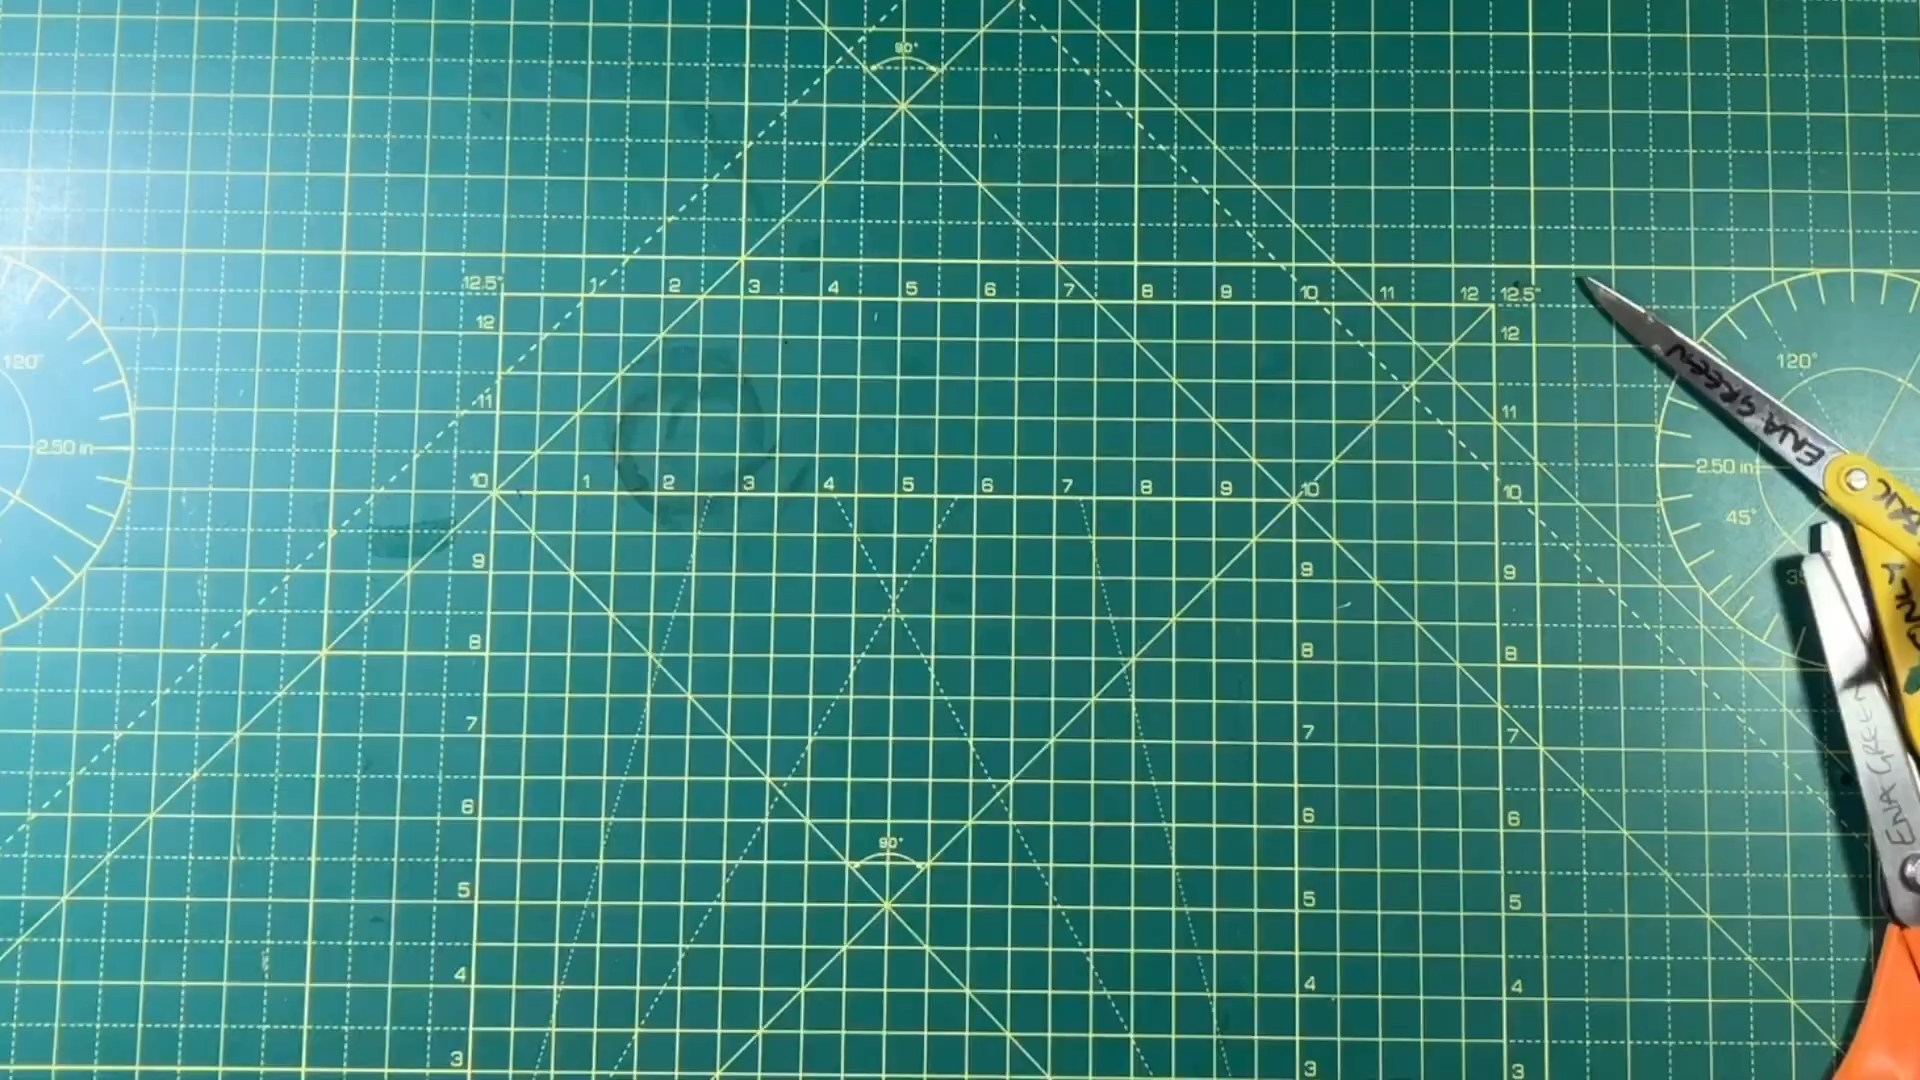 90°
12.5" 1 2 3 4 5 6 7 8 9 10 11 12 12.5"
12 12
120° 120°
11 11
2.50 in 2.50 in
ENA GREEN
10 1 2 3 4 5 6 7 8 9 10 10
45°
9 9 9
8 8 8
ENA GREEN
7 7 7
6 6 6
90°
5 5 5
4 4 4
3 3 3